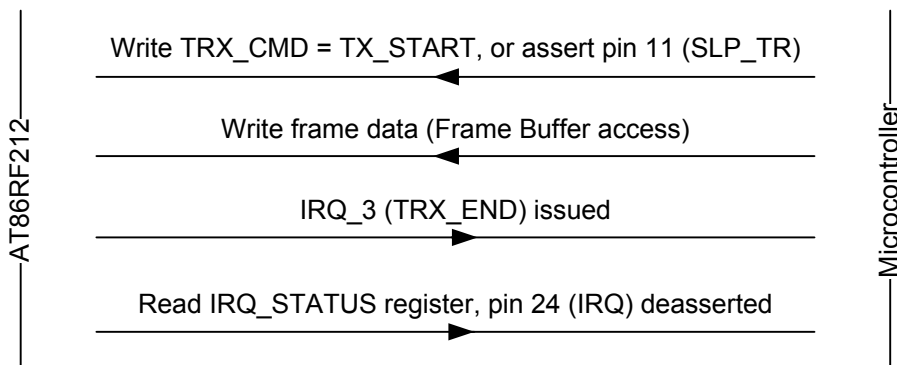 Write TRX_CMD = TX_START, or assert pin 11 (SLP_TR)
Write frame data (Frame Buffer access)
IRQ_3 (TRX_END) issued
Read IRQ_STATUS register, pin 24 (IRQ) deasserted
AT86RF212
Microcontroller